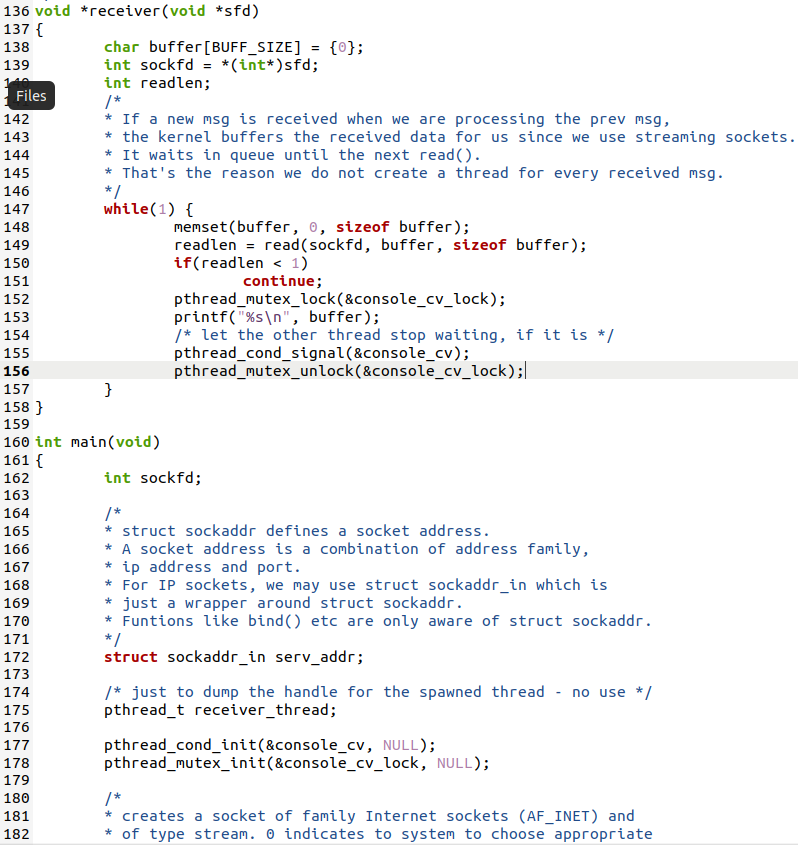 136 void *receiver(void *sfd)
137 {
138         char buffer[BUFF_SIZE] = {0};
139         int sockfd = *(int*)sfd;
140         int readlen;
Files
        /*
142         * If a new msg is received when we are processing the prev msg,
143         * the kernel buffers the received data for us since we use streaming sockets.
144         * It waits in queue until the next read().
145         * That's the reason we do not create a thread for every received msg.
146         */
147         while(1) {
148                 memset(buffer, 0, sizeof buffer);
149                 readlen = read(sockfd, buffer, sizeof buffer);
150                 if(readlen < 1)
151                         continue;
152                 pthread_mutex_lock(&console_cv_lock);
153                 printf("%s\n", buffer);
154                 /* let the other thread stop waiting, if it is */
155                 pthread_cond_signal(&console_cv);
156                 pthread_mutex_unlock(&console_cv_lock);
157         }
158 }
159
160 int main(void)
161 {
162         int sockfd;
163
164         /*
165         * struct sockaddr defines a socket address.
166         * A socket address is a combination of address family,
167         * ip address and port.
168         * For IP sockets, we may use struct sockaddr_in which is
169         * just a wrapper around struct sockaddr.
170         * Funtions like bind() etc are only aware of struct sockaddr.
171         */
172         struct sockaddr_in serv_addr;
173
174         /* just to dump the handle for the spawned thread - no use */
175         pthread_t receiver_thread;
176
177         pthread_cond_init(&console_cv, NULL);
178         pthread_mutex_init(&console_cv_lock, NULL);
179
180         /*
181         * creates a socket of family Internet sockets (AF_INET) and
182         * of type stream. 0 indicates to system to choose appropriate